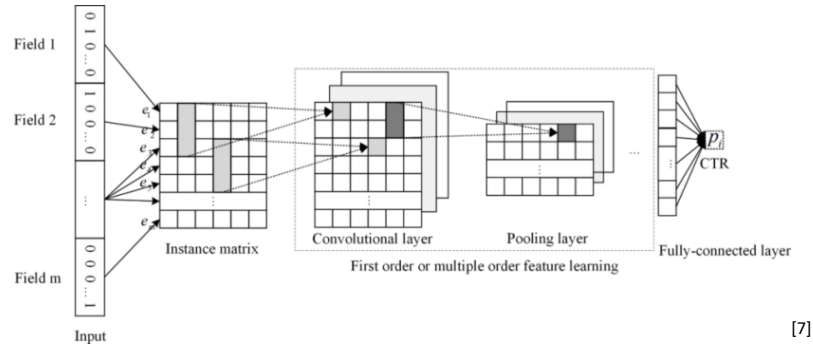 Field 1
0 1 0 ... 0
Field 2
1 0 0 ... 0
...
Field m
0 0 0 ... 1
Input
e1
e2
e3
e4
e5
⋮
em
Instance matrix
⋮
Convolutional layer
⋮
Pooling layer
...
First order or multiple order feature learning
⋮
Fully-connected layer
pi
CTR
[7]